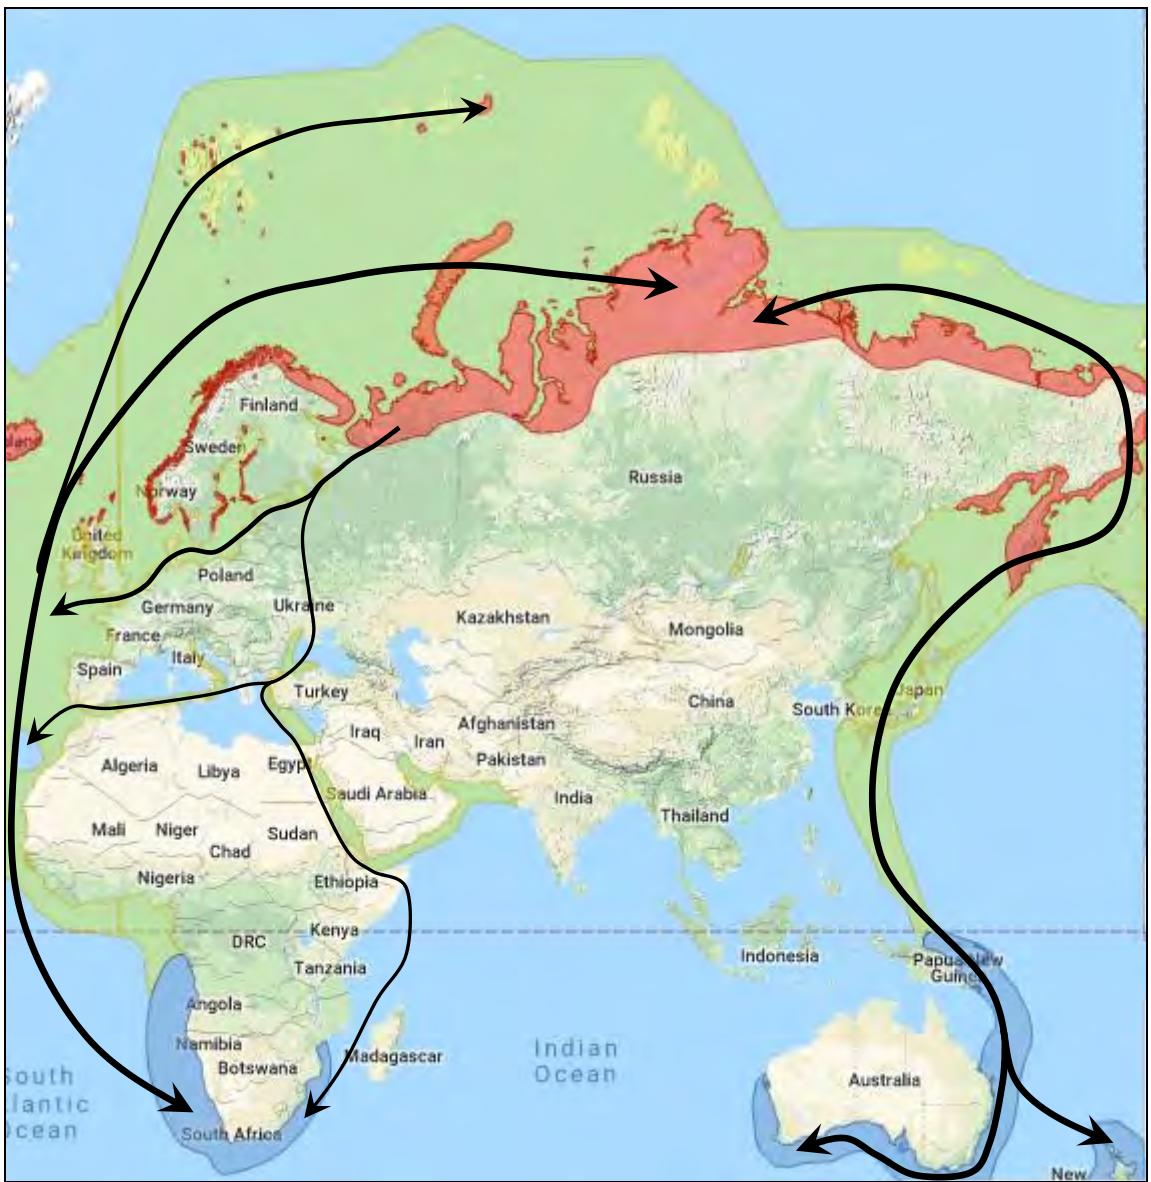 Finland
Sweden
Norway
Russia
United
Kingdom
Poland
Germany
Ukraine
Kazakhstan
Mongolia
France
Italy
Spain
Turkey
China
Japan
South Korea
Iraq
Iran
Afghanistan
Pakistan
Algeria
Libya
Egypt
Saudi Arabia
India
Thailand
Mali
Niger
Sudan
Chad
Nigeria
Ethiopia
DRC
Kenya
Tanzania
Indonesia
Papua New
Guinea
Angola
Namibia
Botswana
Madagascar
Indian
Ocean
South
lantic
cean
Australia
South Africa
New